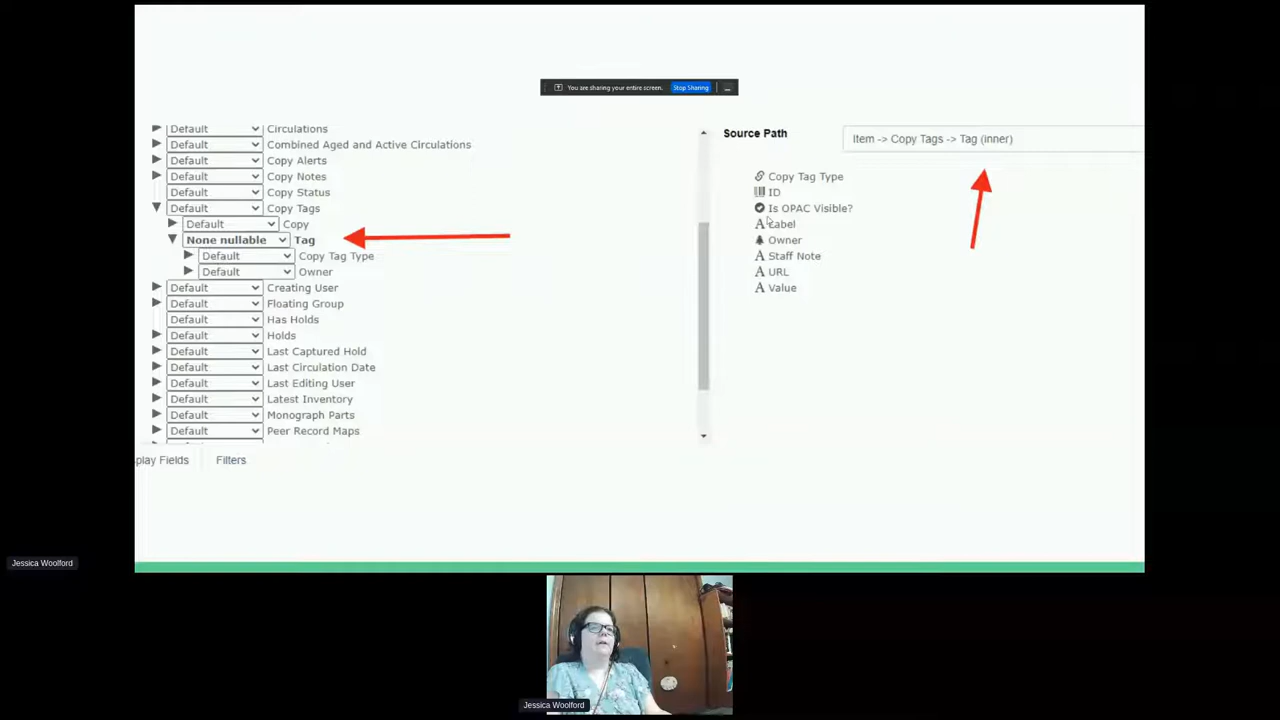 You are sharing your entire screen. Stop Sharing
Default Circulations
Default Combined Aged and Active Circulations
Default Copy Alerts
Default Copy Notes
Default Copy Status
Default Copy Tags
Default Copy
None nullable Tag
Default Copy Tag Type
Default Owner
Default Creating User
Default Floating Group
Default Has Holds
Default Holds
Default Last Captured Hold
Default Last Circulation Date
Default Last Editing User
Default Latest Inventory
Default Monograph Parts
Default Peer Record Maps
play Fields Filters
Source Path Item -> Copy Tags -> Tag (inner)
Copy Tag Type
ID
Is OPAC Visible?
A Label
Owner
A Staff Note
A URL
A Value
Jessica Woolford
Jessica Woolford